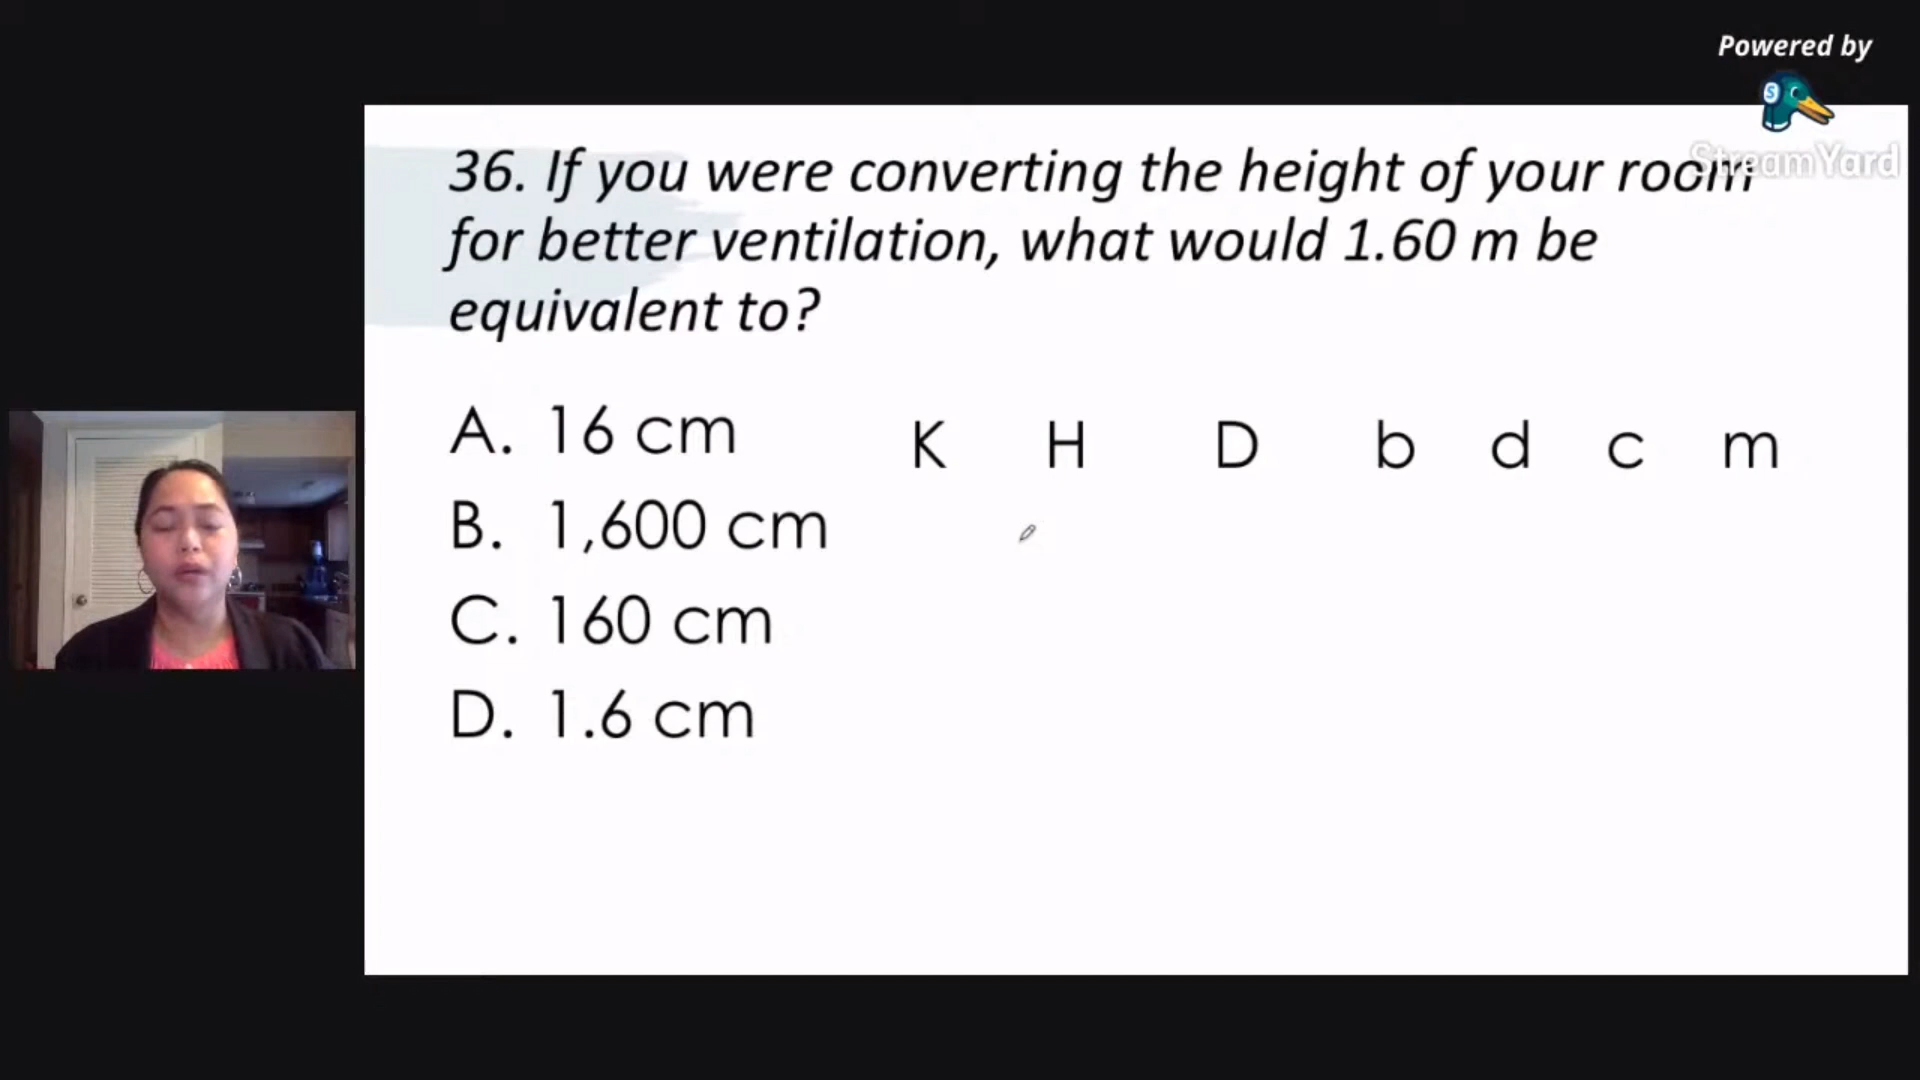 Powered by
StreamYard
36. If you were converting the height of your room
for better ventilation, what would 1.60 m be
equivalent to?
A. 16 cm
K H D b d c m
B. 1,600 cm
C. 160 cm
D. 1.6 cm